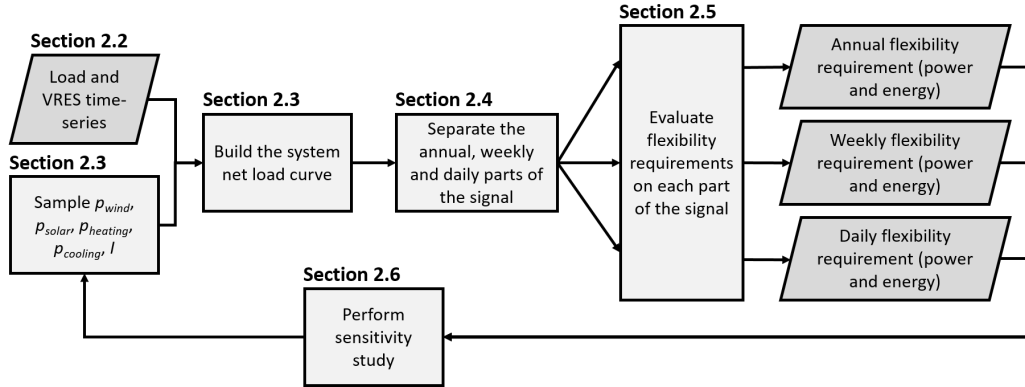 Section 2.2
Load and
VRES time-
series
Section 2.3
Sample p_wind,
p_solar, p_heating,
p_cooling, I
Section 2.3
Build the system
net load curve
Section 2.4
Separate the
annual, weekly
and daily parts of
the signal
Section 2.5
Evaluate
flexibility
requirements
on each part
of the signal
Annual flexibility
requirement (power
and energy)
Weekly flexibility
requirement (power
and energy)
Daily flexibility
requirement (power
and energy)
Section 2.6
Perform
sensitivity
study